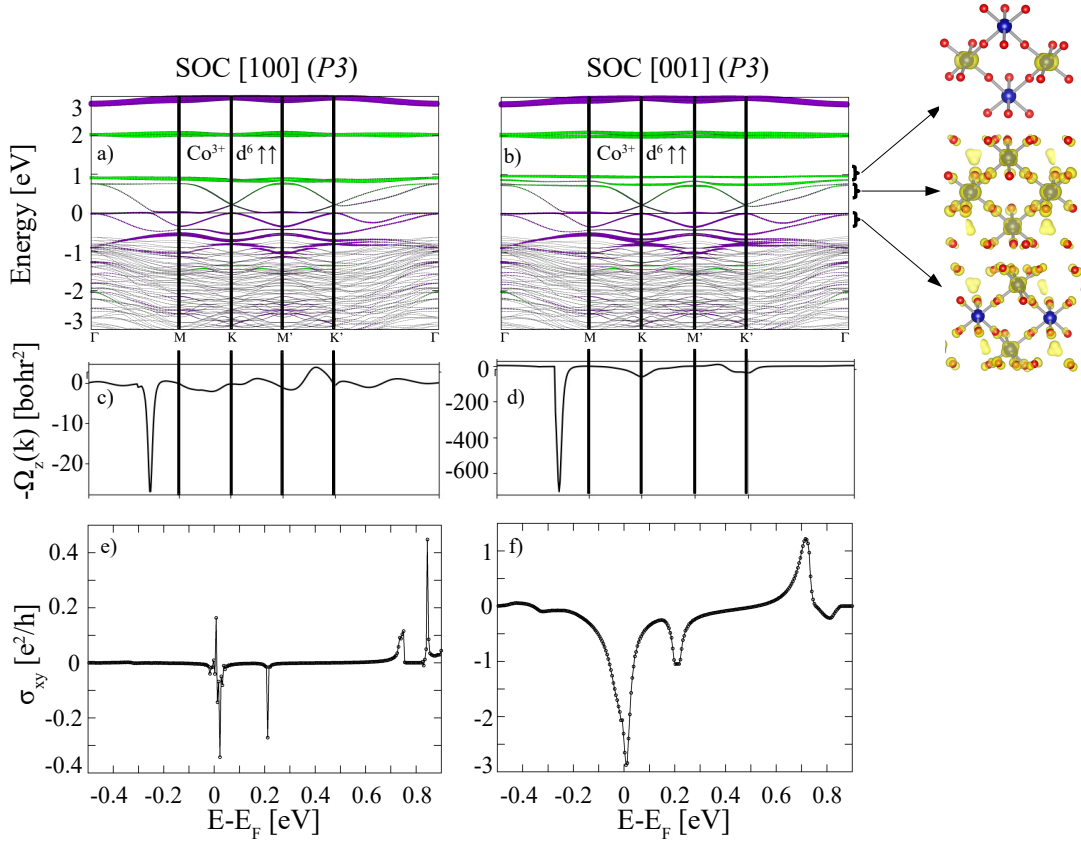 SOC [100] (P3)
SOC [001] (P3)
Energy [eV]
3
2
1
0
-1
-2
-3
a)
Co³⁺
d⁶ ↑↑
b)
Co³⁺
d⁶ ↑↑
Γ M K M' K' Γ
Γ M K M' K' Γ
-Ω_z(k) [bohr²]
0
-10
-20
c)
0
-200
-400
-600
d)
σ_xy [e²/h]
0.4
0.2
0
-0.2
-0.4
e)
1
0
-1
-2
-3
f)
-0.4 -0.2 0 0.2 0.4 0.6 0.8
-0.4 -0.2 0 0.2 0.4 0.6 0.8
E-E_F [eV]
E-E_F [eV]